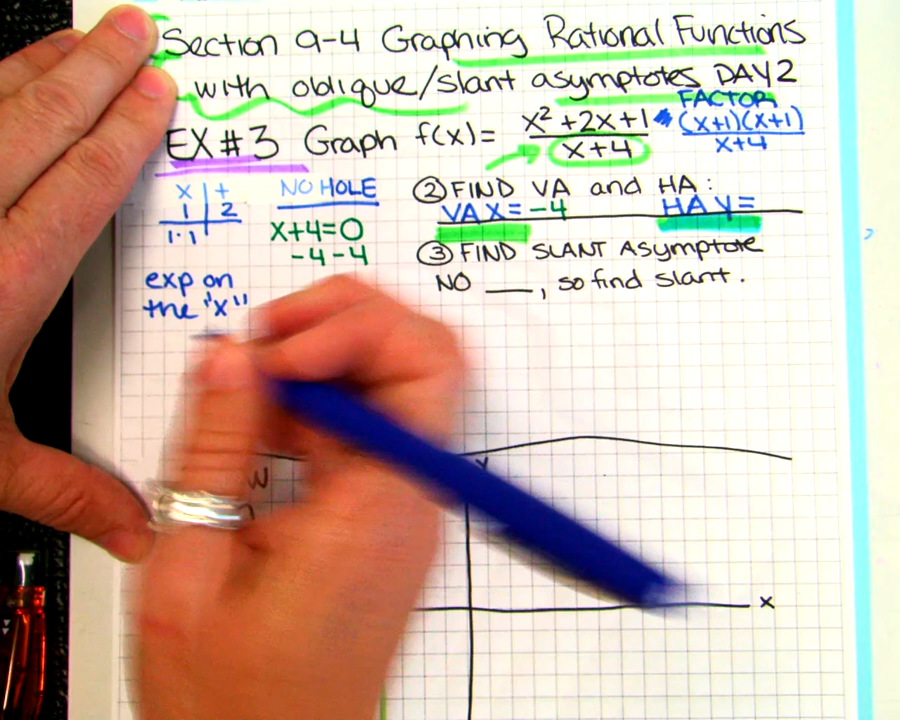 Section 9-4 Graphing Rational Functions
with oblique/slant asymptotes DAY 2
FACTOR
EX#3 Graph f(x)= x² +2x+1 / x+4 (x+1)(x+1) / x+4
x | +
1 | 2
1·1
NO HOLE
x+4=0
-4 -4
exp on
the "x"
② FIND VA and HA:
VA X= -4 HA Y=
③ FIND SLANT Asymptote
NO ___, so find slant.
y
x